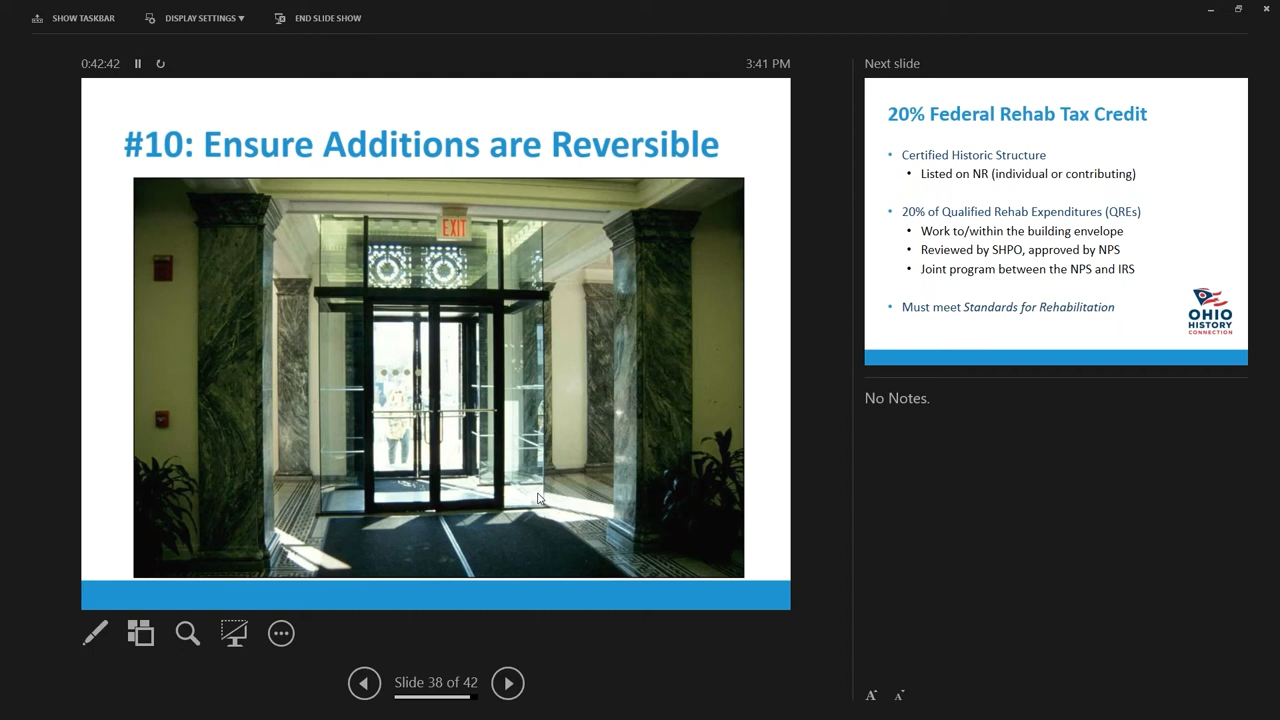 SHOW TASKBAR
DISPLAY SETTINGS ▼
END SLIDE SHOW
0:42:42
3:41 PM
#10: Ensure Additions are Reversible
EXIT
Slide 38 of 42
Next slide
20% Federal Rehab Tax Credit
• Certified Historic Structure
• Listed on NR (individual or contributing)
• 20% of Qualified Rehab Expenditures (QREs)
• Work to/within the building envelope
• Reviewed by SHPO, approved by NPS
• Joint program between the NPS and IRS
• Must meet Standards for Rehabilitation
OHIO
HISTORY
CONNECTION
No Notes.
A A